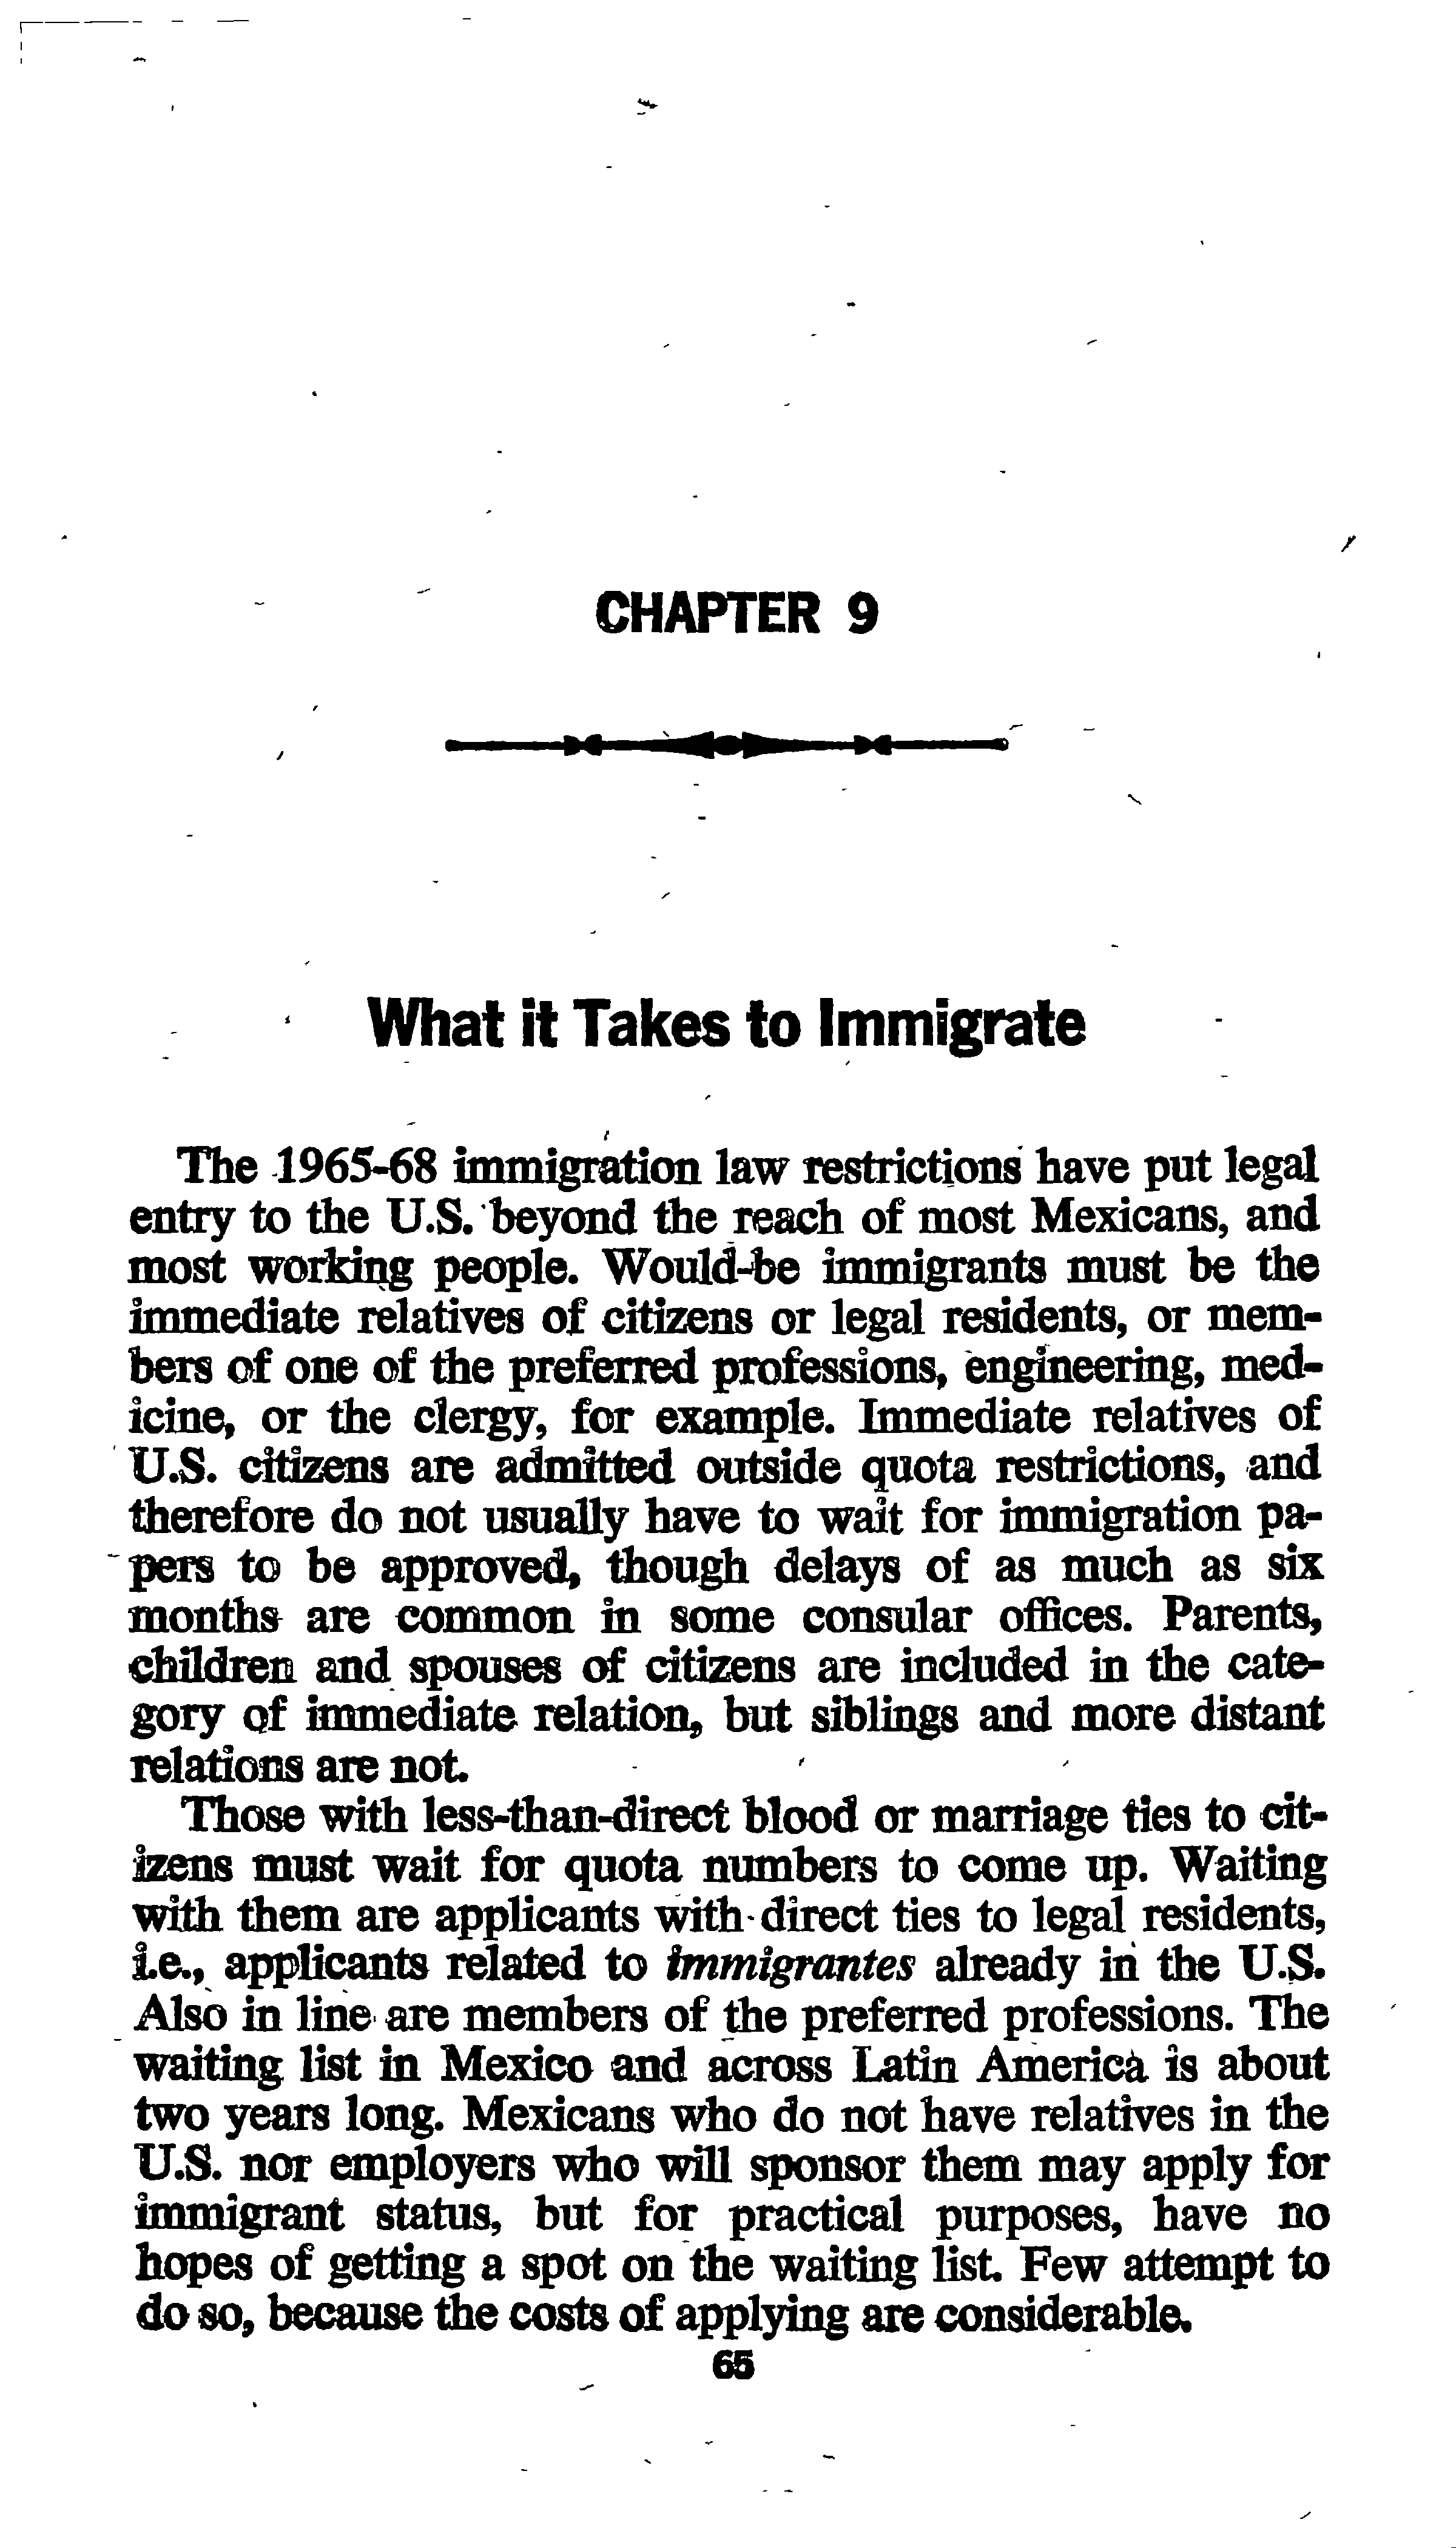 CHAPTER 9
What it Takes to Immigrate
The 1965-68 immigration law restrictions have put legal
entry to the U.S. beyond the reach of most Mexicans, and
most working people. Would-be immigrants must be the
immediate relatives of citizens or legal residents, or mem-
bers of one of the preferred professions, engineering, med-
icine, or the clergy, for example. Immediate relatives of
U.S. citizens are admitted outside quota restrictions, and
therefore do not usually have to wait for immigration pa-
pers to be approved, though delays of as much as six
months are common in some consular offices. Parents,
children and spouses of citizens are included in the cate-
gory of immediate relation, but siblings and more distant
relations are not.
Those with less-than-direct blood or marriage ties to cit-
izens must wait for quota numbers to come up. Waiting
with them are applicants with direct ties to legal residents,
i.e., applicants related to immigrantes already in the U.S.
Also in line are members of the preferred professions. The
waiting list in Mexico and across Latin America is about
two years long. Mexicans who do not have relatives in the
U.S. nor employers who will sponsor them may apply for
immigrant status, but for practical purposes, have no
hopes of getting a spot on the waiting list. Few attempt to
do so, because the costs of applying are considerable.
65